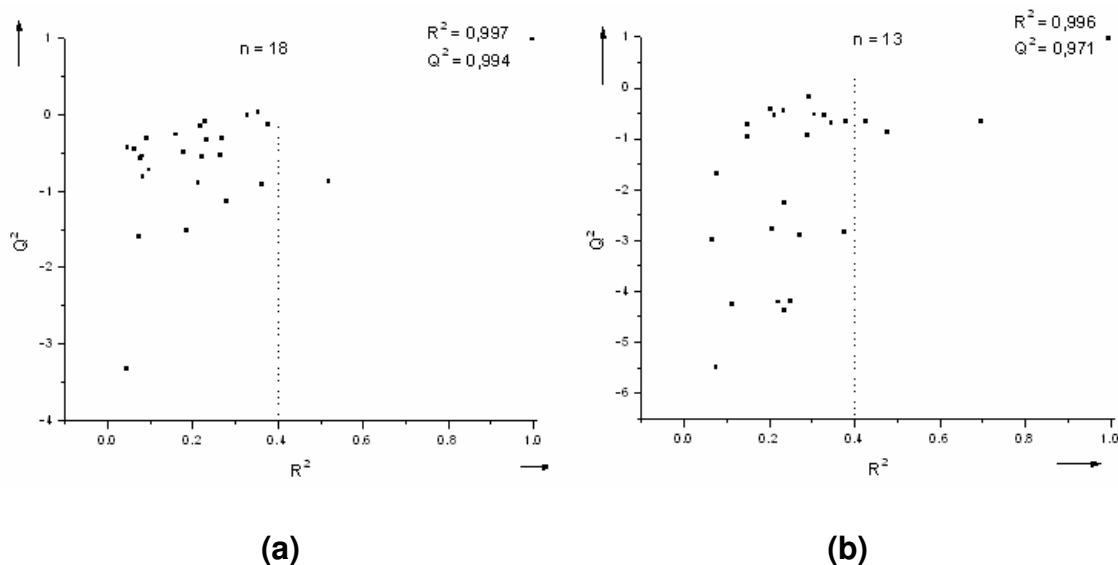 R² = 0,997
n = 18
Q² = 0,994
1
0
-1
Q²
-2
-3
-4
0.0 0.2 0.4 0.6 0.8 1.0
R²
(a)
R² = 0,996
n = 13
Q² = 0,971
1
0
-1
-2
Q²
-3
-4
-5
-6
0.0 0.2 0.4 0.6 0.8 1.0
R²
(b)